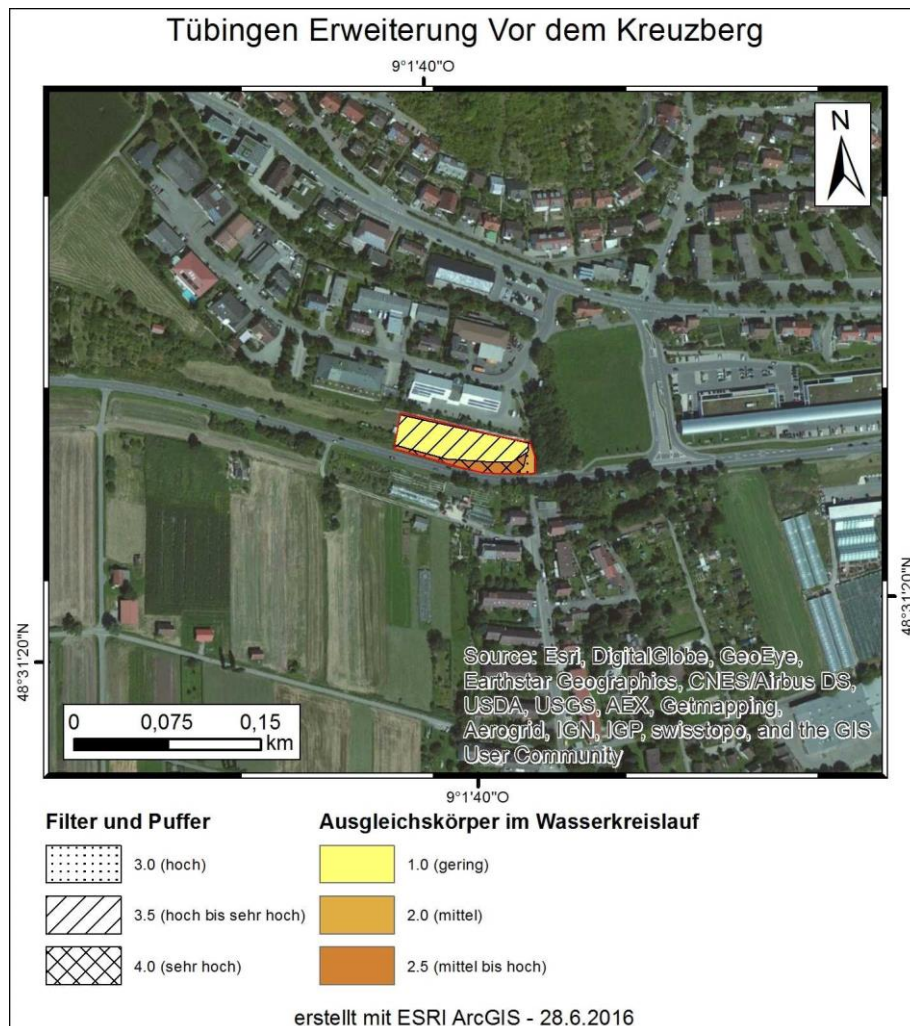 Tübingen Erweiterung Vor dem Kreuzberg
9°1'40"O
N
48°31'20"N
48°31'20"N
Source: Esri, DigitalGlobe, GeoEye,
Earthstar Geographics, CNES/Airbus DS,
USDA, USGS, AEX, Getmapping,
Aerogrid, IGN, IGP, swisstopo, and the GIS
User Community
0 0,075 0,15
km
9°1'40"O
Filter und Puffer
3.0 (hoch)
3.5 (hoch bis sehr hoch)
4.0 (sehr hoch)
Ausgleichskörper im Wasserkreislauf
1.0 (gering)
2.0 (mittel)
2.5 (mittel bis hoch)
erstellt mit ESRI ArcGIS - 28.6.2016